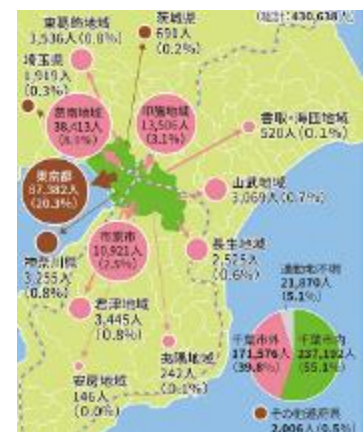 (総計:430,638人)
東葛飾地域
3,536人(0.8%)
茨城県
691人
(0.2%)
埼玉県
1,919人
(0.3%)
葛南地域
38,413人
印旛地域
13,506人
(3.1%)
香取・海匝地域
520人(0.1%)
東京都
87,382人
(20.3%)
山武地域
3,069人(0.7%)
市原市
10,921人
(2.5%)
長生地域
2,525人
(0.6%)
神奈川県
3,255人
(0.8%)
君津地域
3,445人
(0.8%)
夷隅地域
242人
(0.1%)
安房地域
146人
(0.0%)
通勤地不明
21,870人
(5.1%)
千葉市外
171,576人
(39.8%)
千葉市内
237,192人
(55.1%)
その他道府県
2,006人(0.5%)